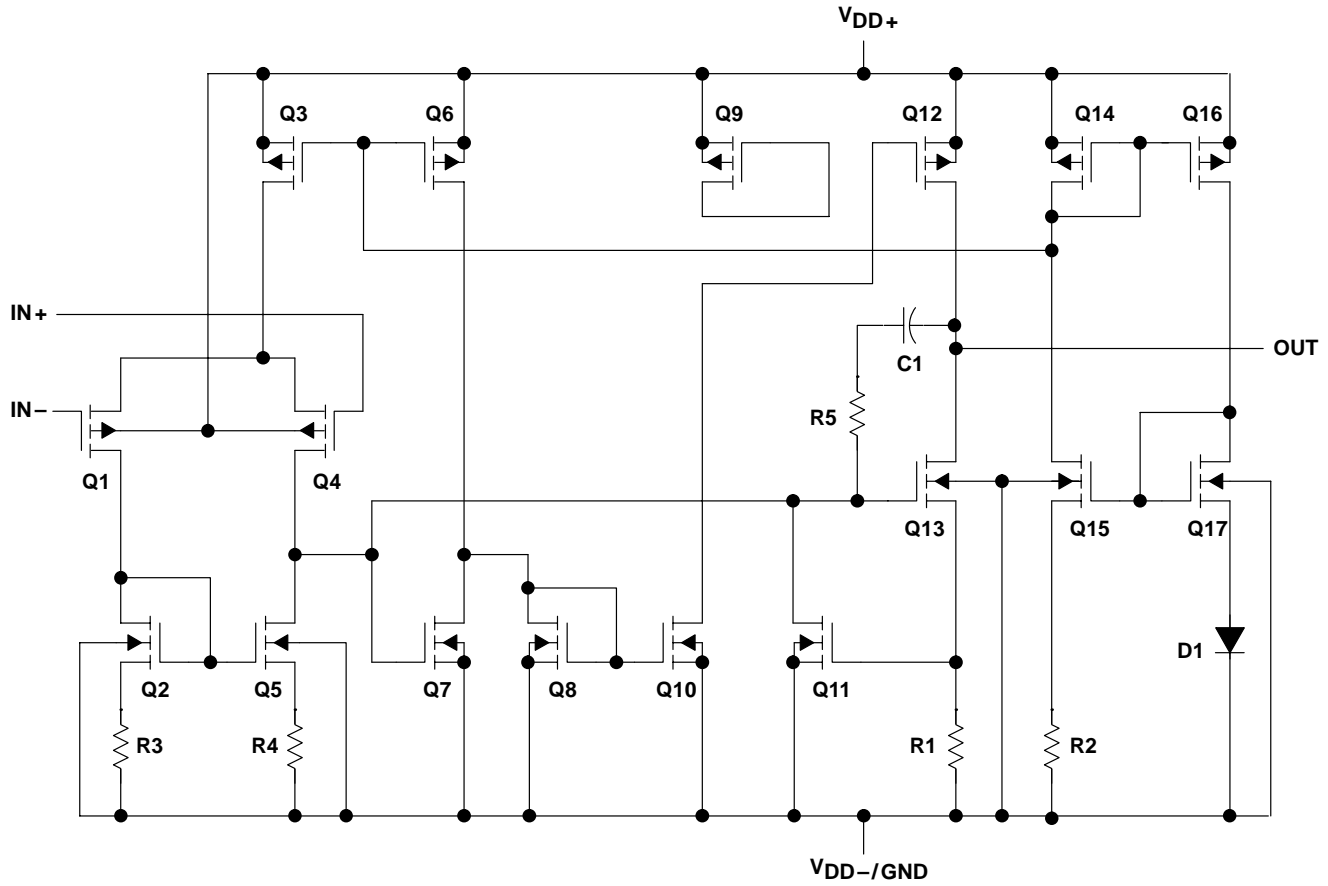 VDD+
Q3
Q6
Q9
Q12
Q14
Q16
IN+
C1
OUT
IN−
R5
Q1
Q4
Q13
Q15
Q17
D1
Q2
Q5
Q7
Q8
Q10
Q11
R3
R4
R1
R2
VDD−/GND